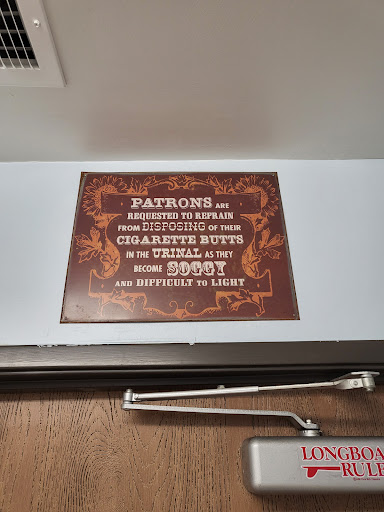 PATRONS ARE
REQUESTED TO REFRAIN
FROM DISPOSING OF THEIR
CIGARETTE BUTTS
IN THE URINAL AS THEY
BECOME SOGGY
AND DIFFICULT TO LIGHT
LONGBOA
RULE